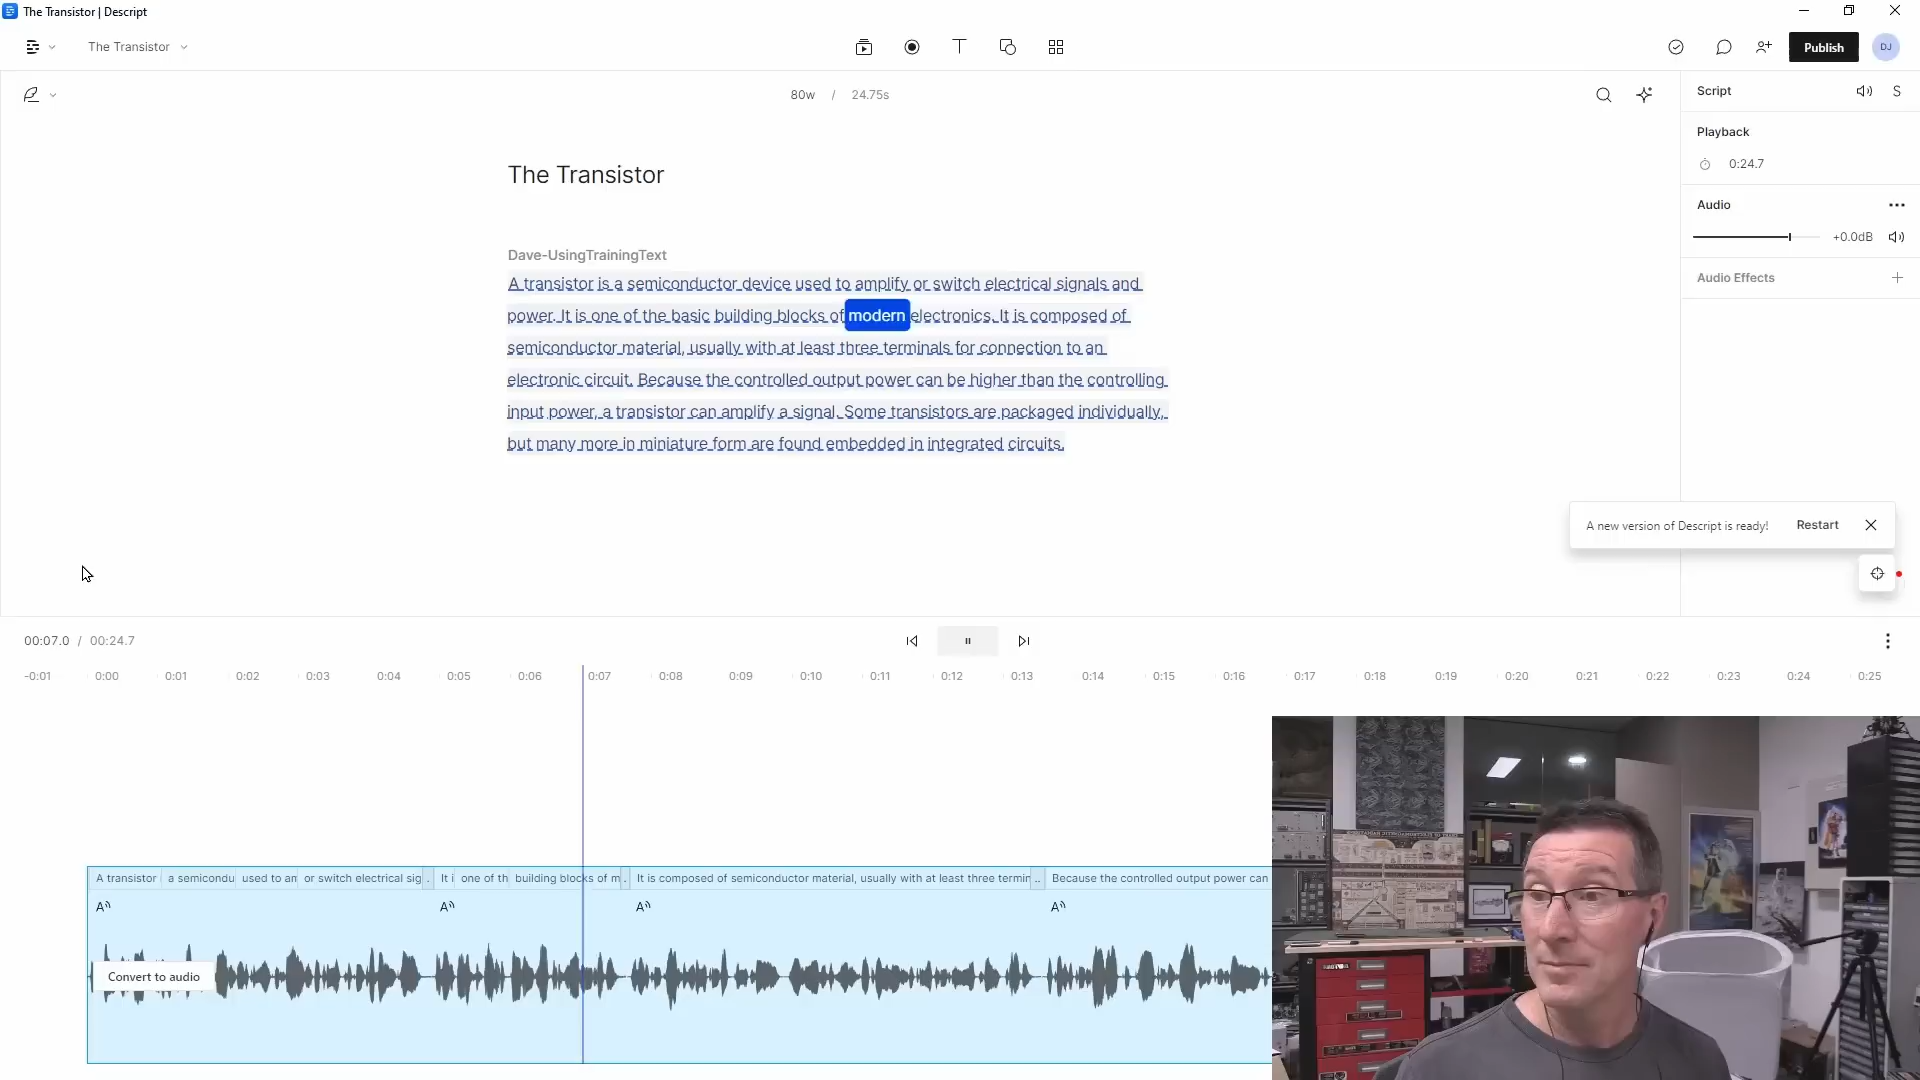 The Transistor | Descript
The Transistor
Publish
DJ
80w / 24.75s
Script
S
Playback
0:24.7
Audio
+0.0dB
Audio Effects
The Transistor
Dave-UsingTrainingText
A transistor is a semiconductor device used to amplify or switch electrical signals and
power. It is one of the basic building blocks of modern electronics. It is composed of
semiconductor material, usually with at least three terminals for connection to an
electronic circuit. Because the controlled output power can be higher than the controlling
input power, a transistor can amplify a signal. Some transistors are packaged individually,
but many more in miniature form are found embedded in integrated circuits.
A new version of Descript is ready! Restart
00:07.0 / 00:24.7
-0:01 0:00 0:01 0:02 0:03 0:04 0:05 0:06 0:07 0:08 0:09 0:10 0:11 0:12 0:13 0:14 0:15 0:16 0:17 0:18 0:19 0:20 0:21 0:22 0:23 0:24 0:25
A transistor a semicondu used to an or switch electrical sig . It i one of th building blocks of m . It is composed of semiconductor material, usually with at least three termin .. Because the controlled output power can
Convert to audio